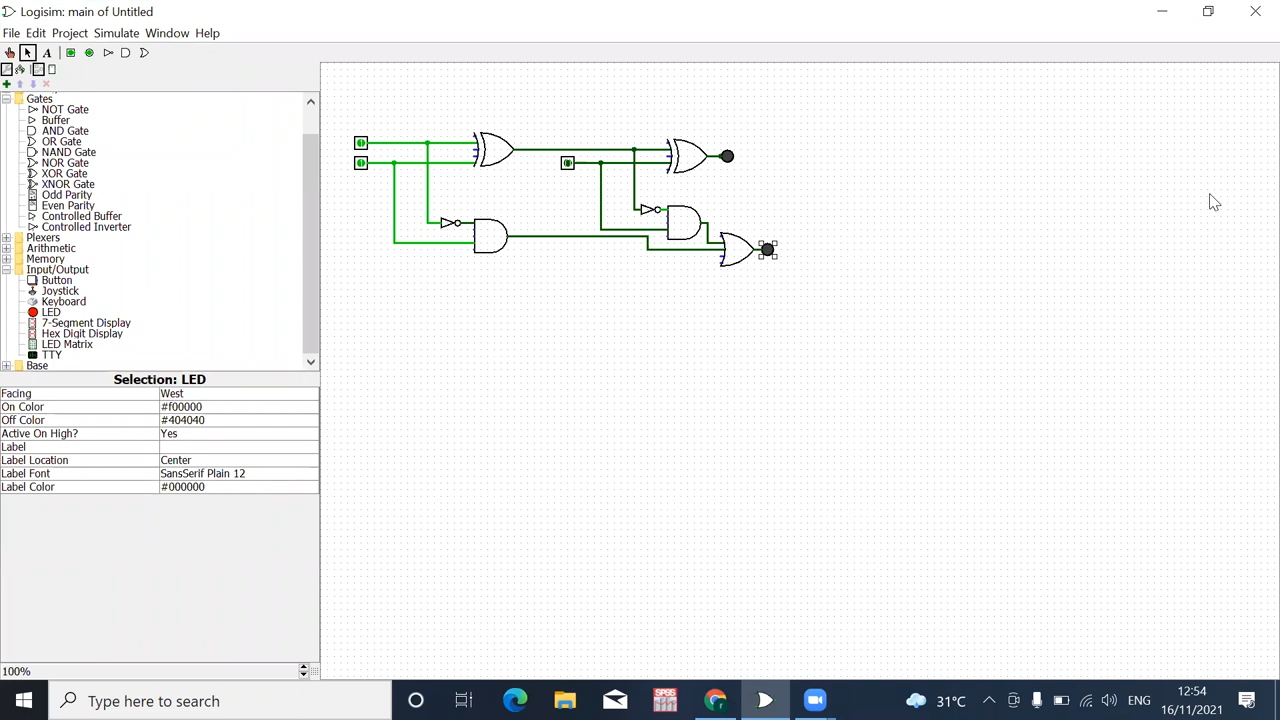 Logisim: main of Untitled
File Edit Project Simulate Window Help
A
Gates
NOT Gate
Buffer
AND Gate
OR Gate
NAND Gate
NOR Gate
XOR Gate
XNOR Gate
Odd Parity
Even Parity
Controlled Buffer
Controlled Inverter
Plexers
Arithmetic
Memory
Input/Output
Button
Joystick
Keyboard
LED
7-Segment Display
Hex Digit Display
LED Matrix
TTY
Base
Selection: LED
Facing West
On Color #f00000
Off Color #404040
Active On High? Yes
Label
Label Location Center
Label Font SansSerif Plain 12
Label Color #000000
100%
Type here to search
SPSS
31°C
ENG
12:54
16/11/2021